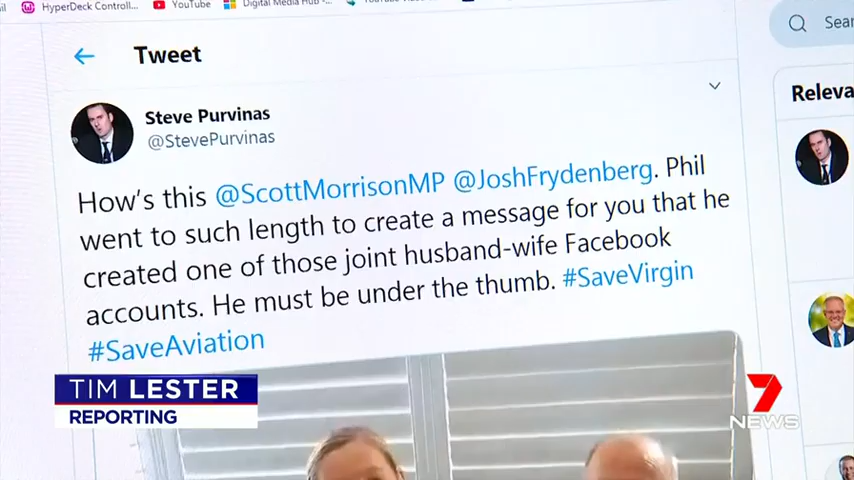 HyperDeck Controll...
YouTube
Digital Media Hub
Tweet
Sear
Steve Purvinas
@StevePurvinas
Releva
How's this @ScottMorrisonMP @JoshFrydenberg. Phil
went to such length to create a message for you that he
created one of those joint husband-wife Facebook
accounts. He must be under the thumb. #SaveVirgin
#SaveAviation
TIM LESTER
REPORTING
7
NEWS